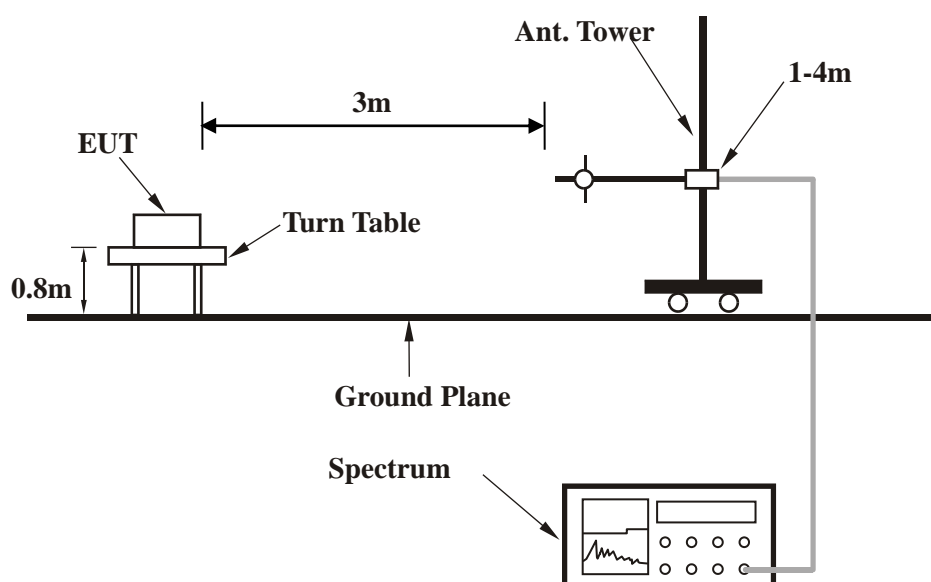 Ant. Tower
1-4m
3m
EUT
Turn Table
0.8m
Ground Plane
Spectrum